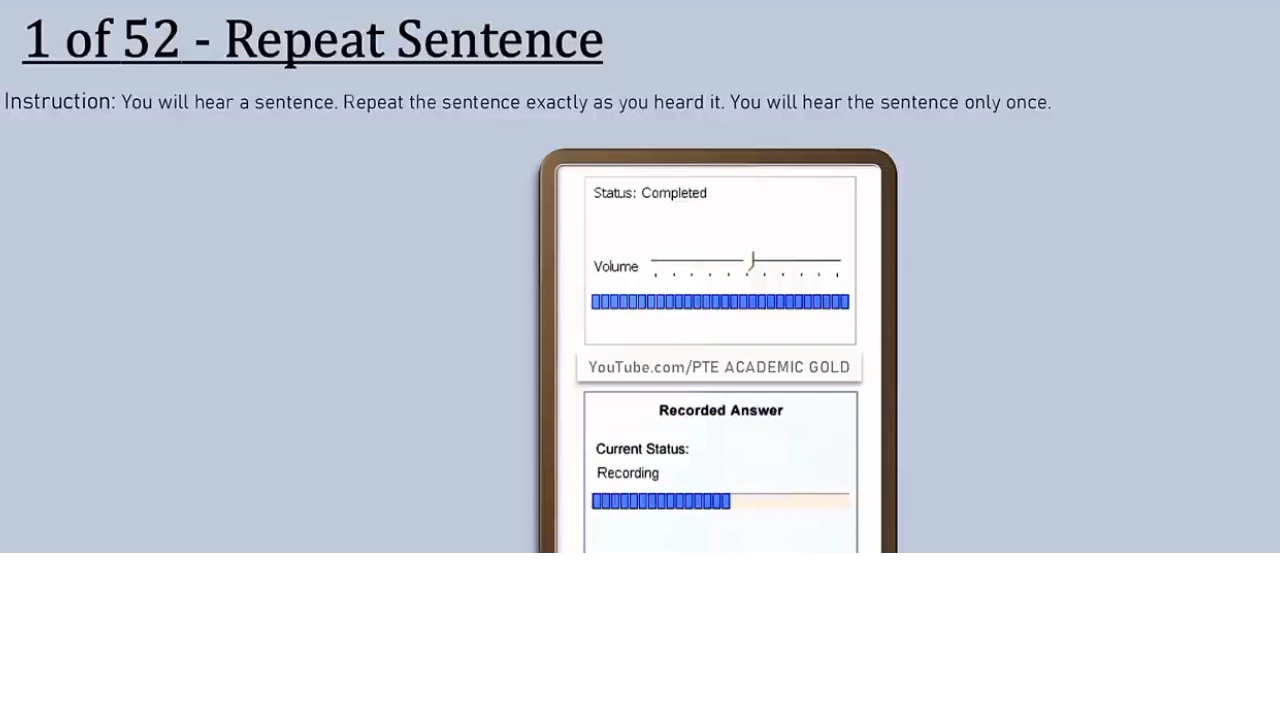 1 of 52 - Repeat Sentence
Instruction: You will hear a sentence. Repeat the sentence exactly as you heard it. You will hear the sentence only once.
Status: Completed
Volume
YouTube.com/PTE ACADEMIC GOLD
Recorded Answer
Current Status:
Recording